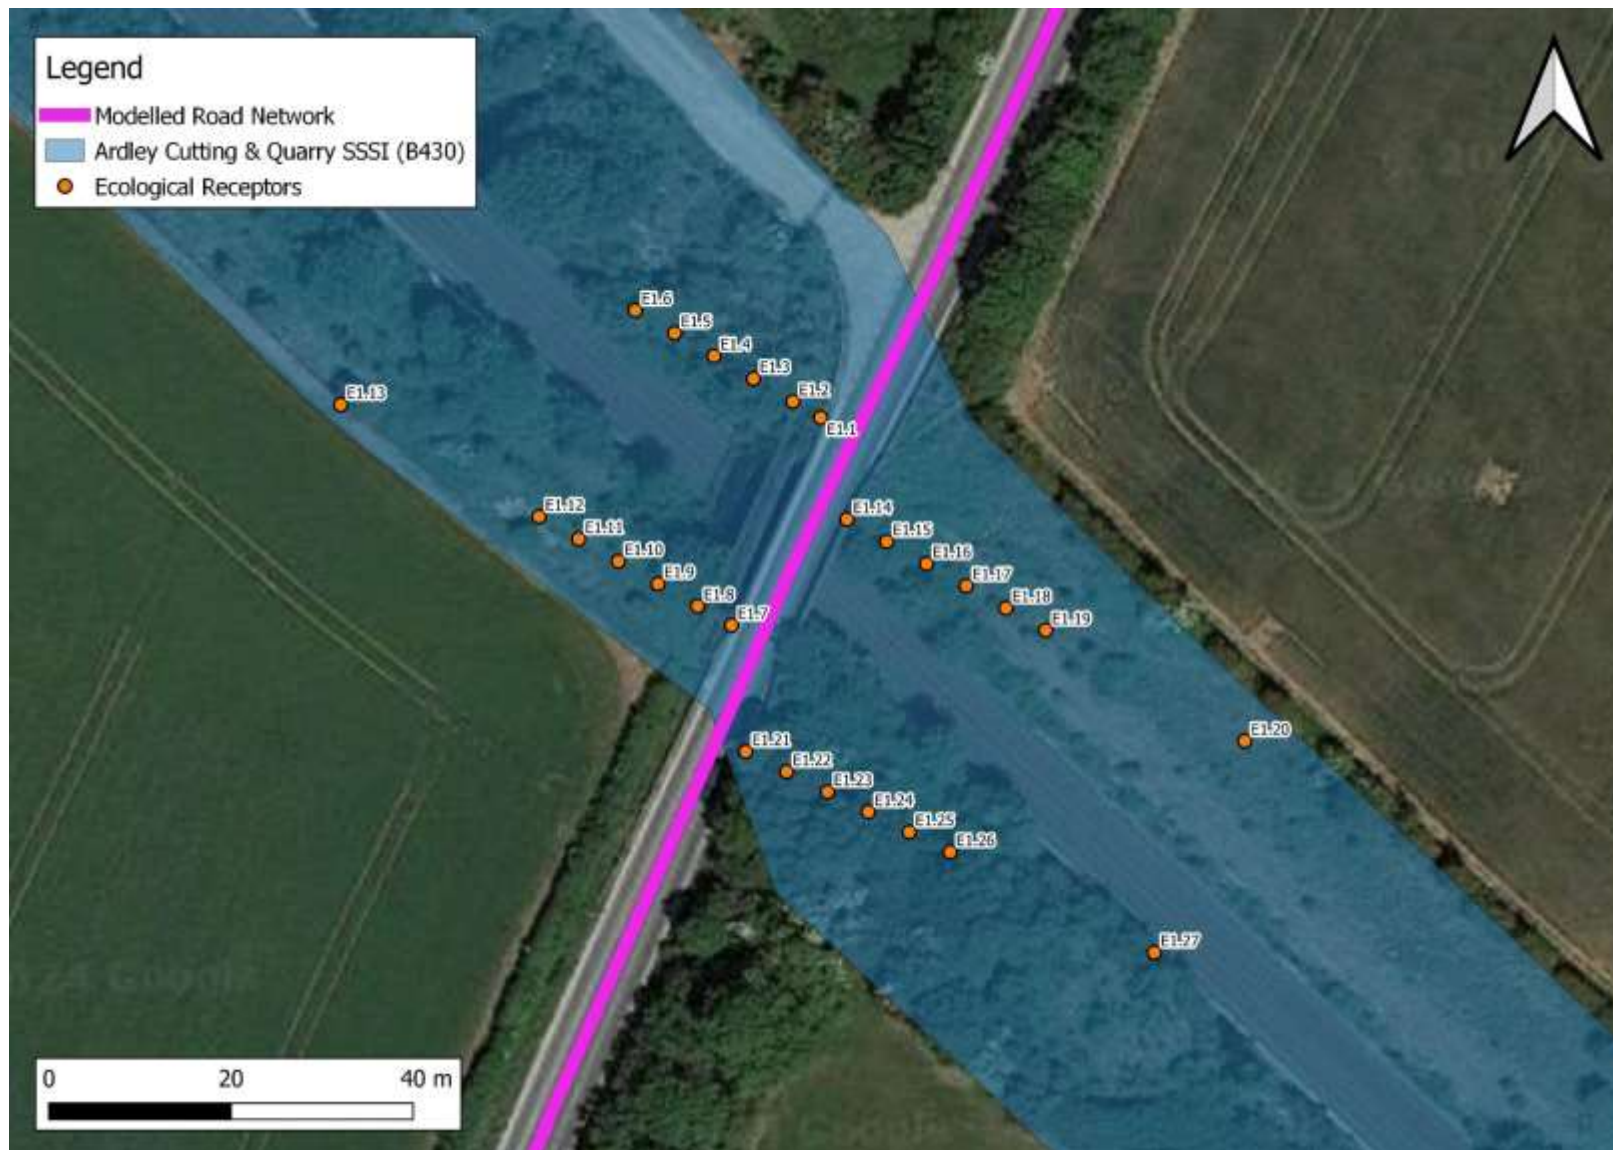 Legend
Modelled Road Network
Ardley Cutting & Quarry SSSI (B430)
Ecological Receptors
E1.6
E1.5
E1.4
E1.3
E1.2
E1.1
E1.13
E1.12
E1.11
E1.10
E1.9
E1.8
E1.7
E1.14
E1.15
E1.16
E1.17
E1.18
E1.19
E1.20
E1.21
E1.22
E1.23
E1.24
E1.25
E1.26
E1.27
0 20 40 m